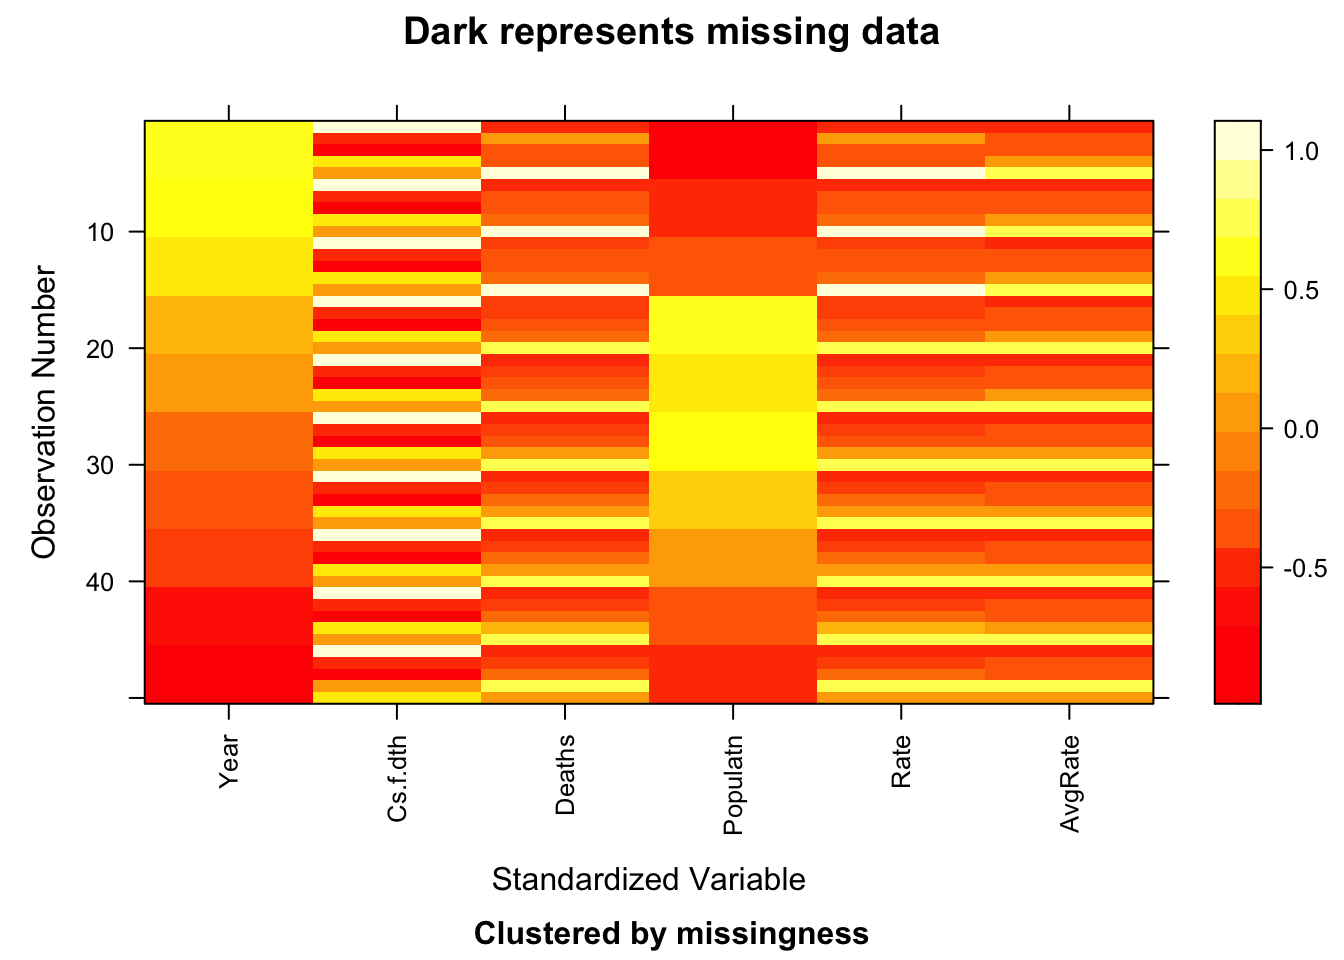 Dark represents missing data
Observation Number
10
20
30
40
1.0
0.5
0.0
-0.5
Year
Cs.f.dth
Deaths
Populatn
Rate
AvgRate
Standardized Variable
Clustered by missingness